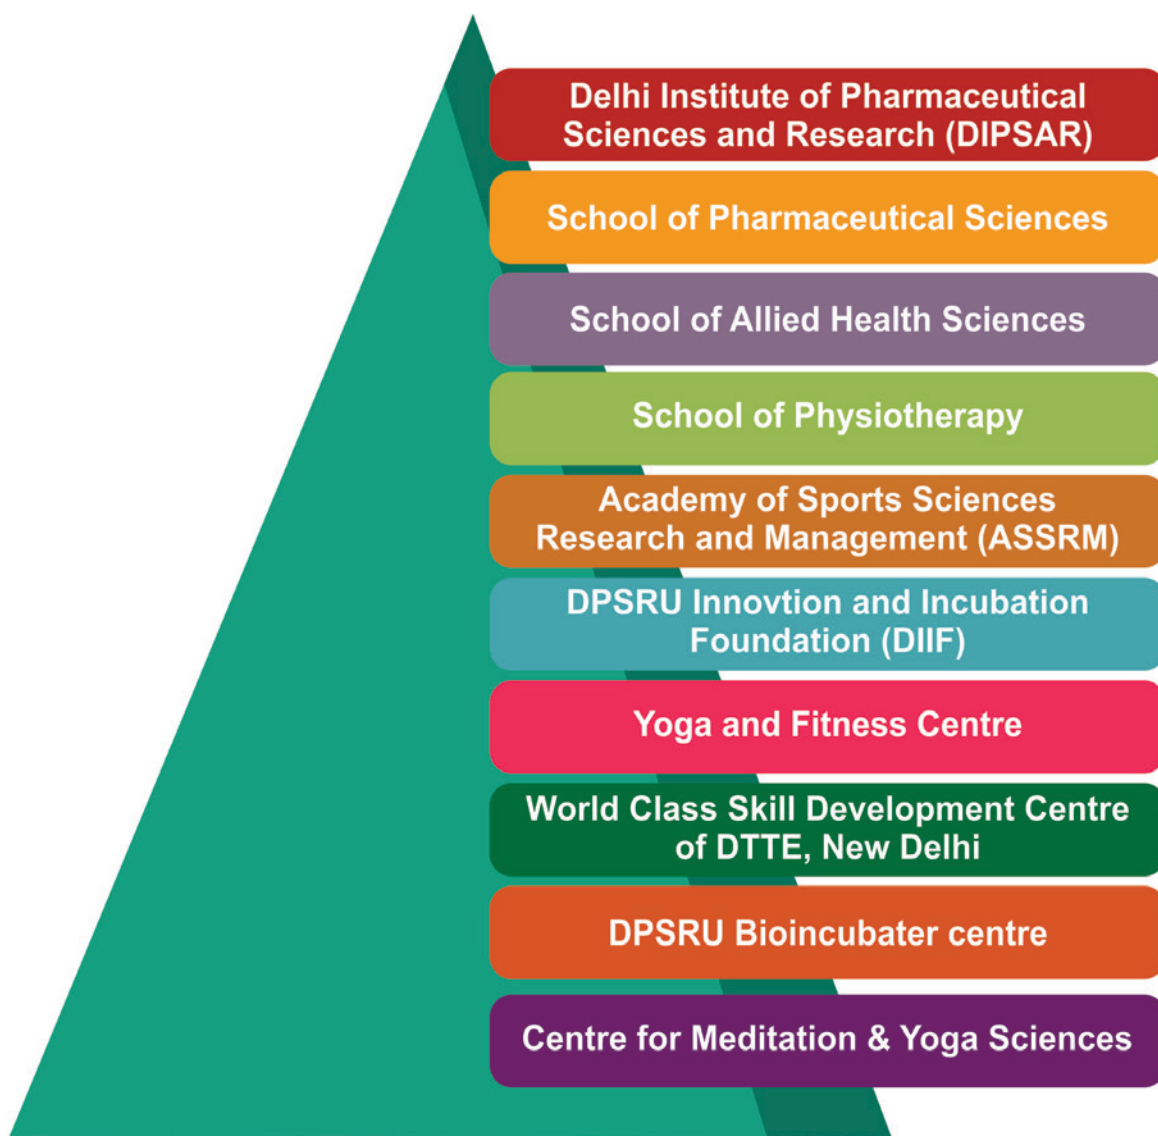 Delhi Institute of Pharmaceutical
Sciences and Research (DIPSAR)
School of Pharmaceutical Sciences
School of Allied Health Sciences
School of Physiotherapy
Academy of Sports Sciences
Research and Management (ASSRM)
DPSRU Innovtion and Incubation
Foundation (DIIF)
Yoga and Fitness Centre
World Class Skill Development Centre
of DTTE, New Delhi
DPSRU Bioincubater centre
Centre for Meditation & Yoga Sciences